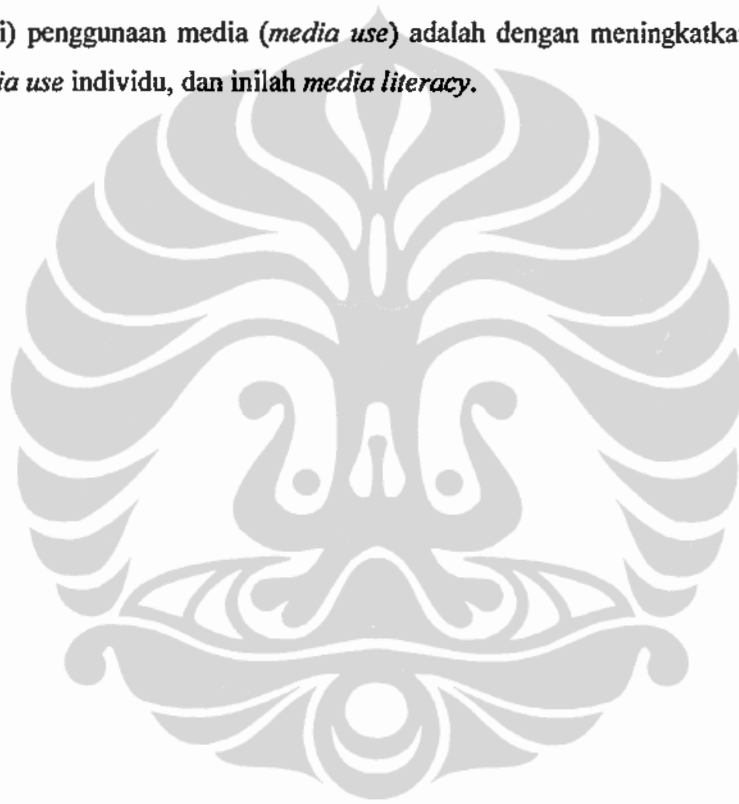 i) penggunaan media (media use) adalah dengan meningkatka
ia use individu, dan inilah media literacy.